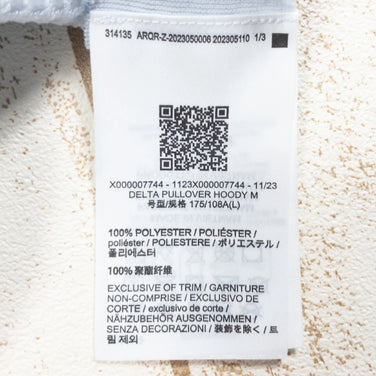 314135 ARQR-Z-2023050006 202305110 1/3
X000007744 - 1123X000007744 - 11/23
DELTA PULLOVER HOODY M
号型/规格 175/108A(L)
100% POLYESTER / POLIÉSTER /
poliéster / POLIESTERE / ポリエステル /
폴리에스터
100% 聚酯纤维
EXCLUSIVE OF TRIM / GARNITURE
NON-COMPRISE / EXCLUSIVO DE
CORTE / exclusivo de corte /
NÄHZUBEHÖR AUSGENOMMEN /
SENZA DECORAZIONI / 装飾を除く / 트
림 제외